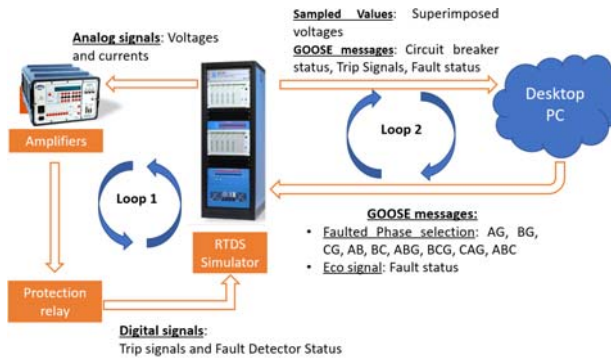 Analog signals: Voltages
and currents
Sampled Values: Superimposed
voltages
GOOSE messages: Circuit breaker
status, Trip Signals, Fault status
Desktop
PC
Amplifiers
Loop 1
Loop 2
RTDS
Simulator
GOOSE messages:
• Faulted Phase selection: AG, BG,
CG, AB, BC, ABG, BCG, CAG, ABC
• Eco signal: Fault status
Protection
relay
Digital signals:
Trip signals and Fault Detector Status